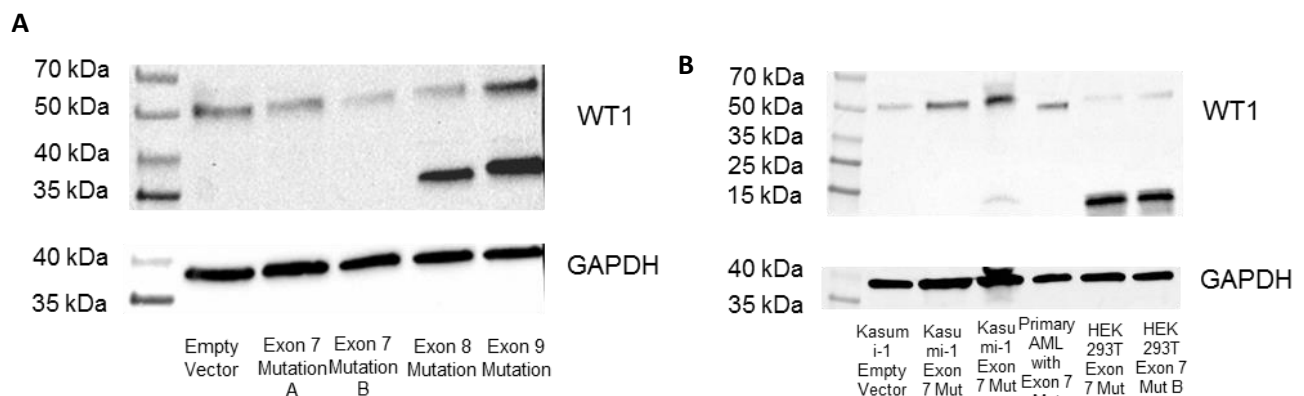 A
70 kDa
50 kDa
40 kDa
35 kDa
WT1
40 kDa
35 kDa
GAPDH
Empty
Vector
Exon 7
Mutation
A
Exon 7
Mutation
B
Exon 8
Mutation
Exon 9
Mutation
B
70 kDa
50 kDa
35 kDa
25 kDa
15 kDa
WT1
40 kDa
35 kDa
GAPDH
Kasum
i-1
Empty
Vector
Kasu
mi-1
Exon
7 Mut
Kasu
mi-1
Exon
7 Mut
Primary
AML
with
Exon 7
HEK
293T
Exon
7 Mut
HEK
293T
Exon 7
Mut B